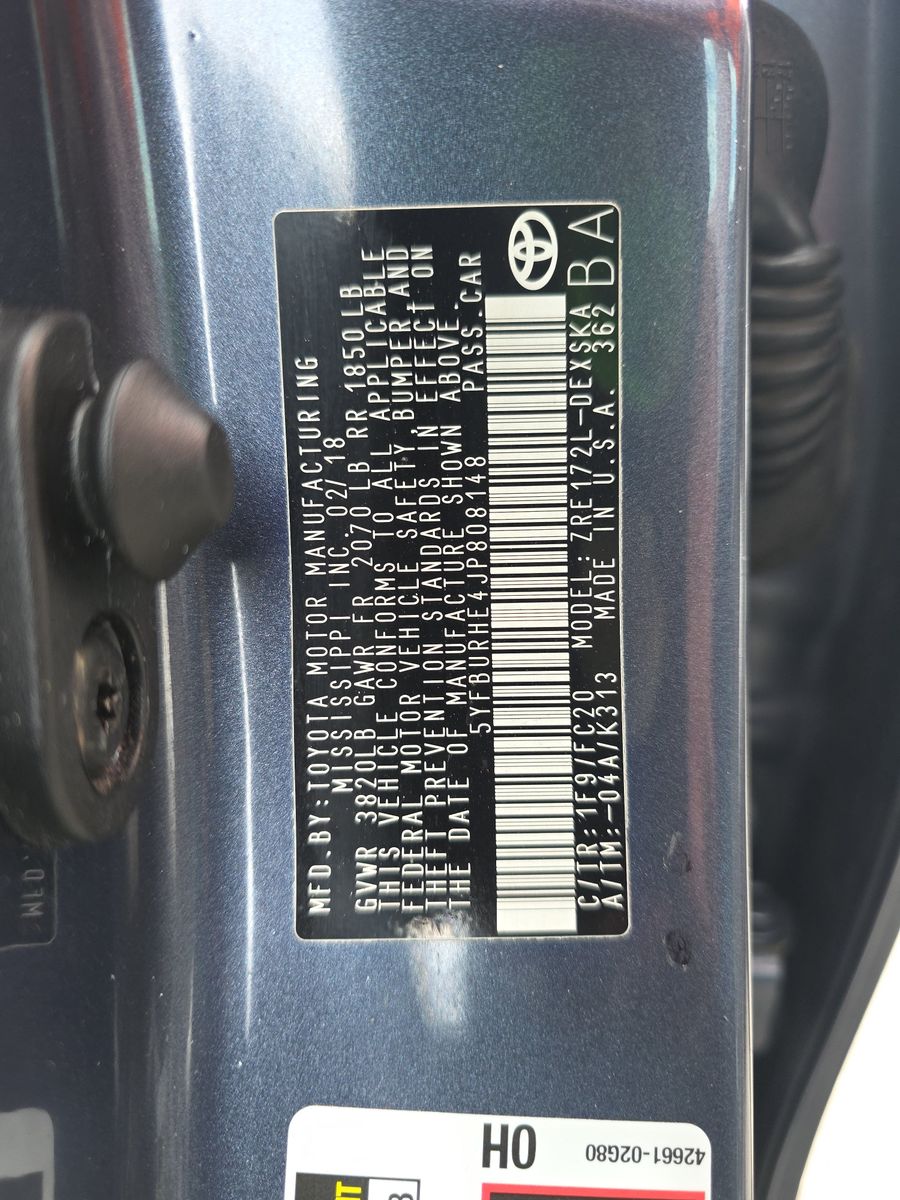 MFD.BY:TOYOTA MOTOR MANUFACTURING
MISSISSIPPI INC. 02/18
GVWR 3820LB GAWR FR 2070 LB RR 1850LB
THIS VEHICLE CONFORMS TO ALL APPLICABLE
FEDERAL MOTOR VEHICLE SAFETY, BUMPER AND
THEFT PREVENTION STANDARDS IN EFFECT ON
THE DATE OF MANUFACTURE SHOWN ABOVE.
5YFBURHE4JP808148 PASS.CAR
C/TR:1F9/FC20 MODEL: ZRE172L-DEXSKA
A/TM:-04A/K313 MADE IN U.S.A. 362
BA
OH
42661-02G80